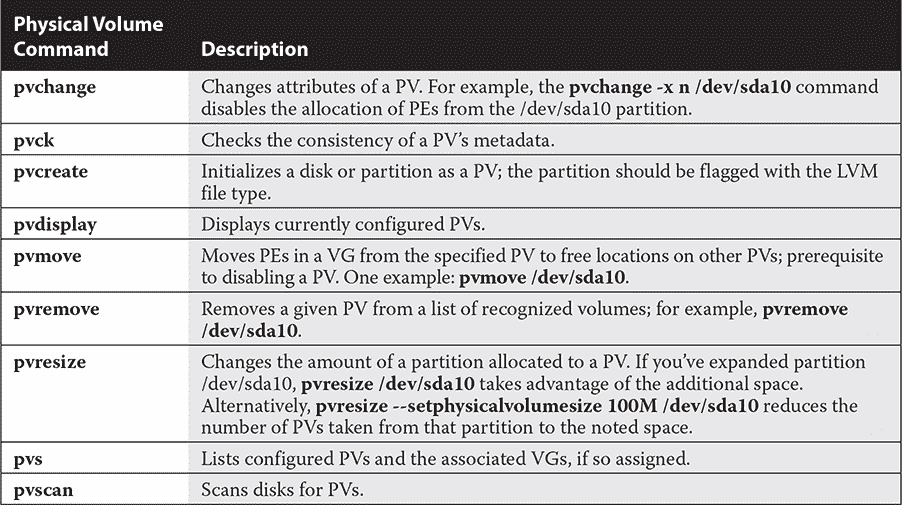 Physical Volume
Command
Description
pvchange
Changes attributes of a PV. For example, the pvchange -x n /dev/sda10 command
disables the allocation of PEs from the /dev/sda10 partition.
pvck
Checks the consistency of a PV’s metadata.
pvcreate
Initializes a disk or partition as a PV; the partition should be flagged with the LVM
file type.
pvdisplay
Displays currently configured PVs.
pvmove
Moves PEs in a VG from the specified PV to free locations on other PVs; prerequisite
to disabling a PV. One example: pvmove /dev/sda10.
pvremove
Removes a given PV from a list of recognized volumes; for example, pvremove
/dev/sda10.
pvresize
Changes the amount of a partition allocated to a PV. If you’ve expanded partition
/dev/sda10, pvresize /dev/sda10 takes advantage of the additional space.
Alternatively, pvresize --setphysicalvolumesize 100M /dev/sda10 reduces the
number of PVs taken from that partition to the noted space.
pvs
Lists configured PVs and the associated VGs, if so assigned.
pvscan
Scans disks for PVs.